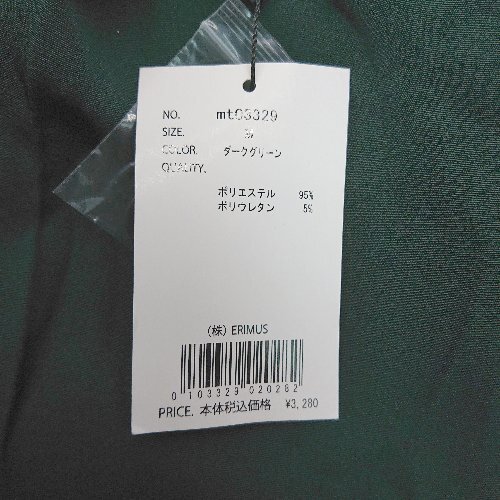 NO. mt03329
SIZE.
COLOR. ダークグリーン
QUALITY.
ポリエステル 95%
ポリウレタン 5%
(株) ERIMUS
0 103329 020282
PRICE. 本体税込価格 ¥3,280